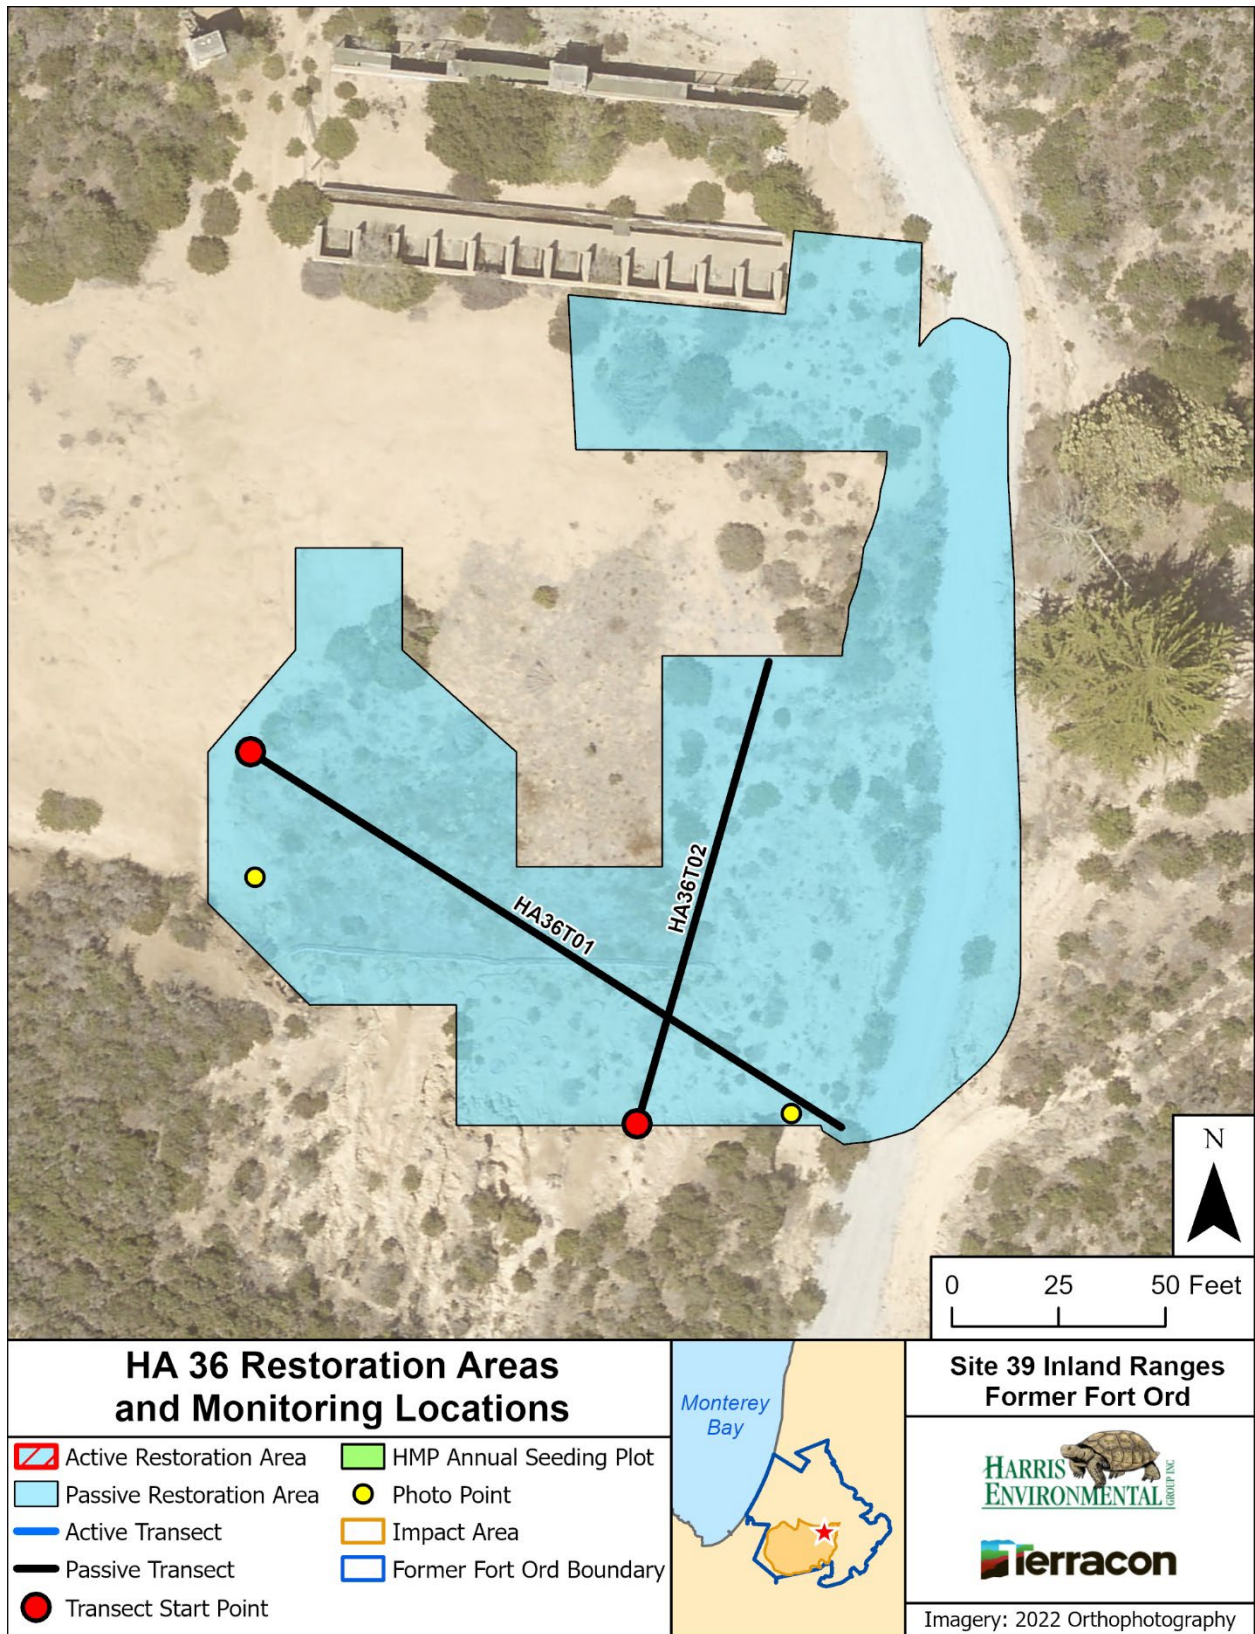 HA36T01
HA36T02
N
0 25 50 Feet
HA 36 Restoration Areas
and Monitoring Locations
Active Restoration Area
Passive Restoration Area
Active Transect
Passive Transect
Transect Start Point
HMP Annual Seeding Plot
Photo Point
Impact Area
Former Fort Ord Boundary
Monterey
Bay
Site 39 Inland Ranges
Former Fort Ord
HARRIS
ENVIRONMENTAL
GROUP INC
Terracon
Imagery: 2022 Orthophotography